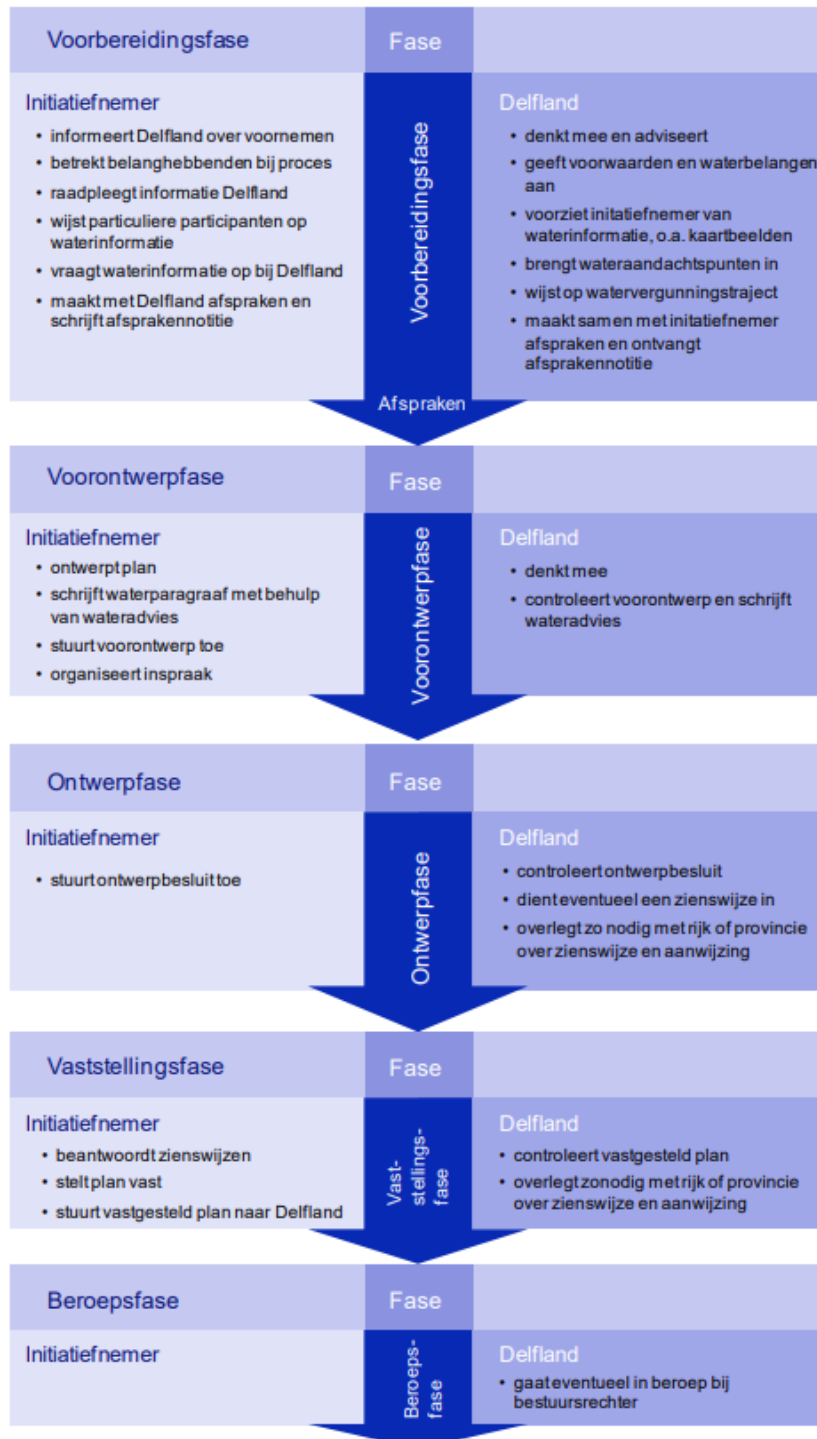 Voorbereidingsfase
Fase
Initiatiefnemer
• informeert Delfland over voornemen
• betrekt belanghebbenden bij proces
• raadpleegt informatie Delfland
• wijst particuliere participanten op
waterinformatie
• vraagt waterinformatie op bij Delfland
• maakt met Delfland afspraken en
schrijft afsprakennotitie
Voorbereidingsfase
Afspraken
Delfland
• denkt mee en adviseert
• geeft voorwaarden en waterbelangen
aan
• voorziet initatiefnemer van
waterinformatie, o.a. kaartbeelden
• brengt wateraandachtspunten in
• wijst op watervergunningstraject
• maakt samen met initatiefnemer
afspraken en ontvangt
afsprakennotitie
Voorontwerpfase
Fase
Initiatiefnemer
• ontwerpt plan
• schrijft waterparagraaf met behulp
van wateradvies
• stuurt voorontwerp toe
• organiseert inspraak
Voorontwerpfase
Delfland
• denkt mee
• controleert voorontwerp en schrijft
wateradvies
Ontwerpfase
Fase
Initiatiefnemer
• stuurt ontwerpbesluit toe
Ontwerpfase
Delfland
• controleert ontwerpbesluit
• dient eventueel een zienswijze in
• overlegt zo nodig met rijk of provincie
over zienswijze en aanwijzing
Vaststellingsfase
Fase
Initiatiefnemer
• beantwoordt zienswijzen
• stelt plan vast
• stuurt vastgesteld plan naar Delfland
Vast-
stellings-
fase
Delfland
• controleert vastgesteld plan
• overlegt zonodig met rijk of provincie
over zienswijze en aanwijzing
Beroepsfase
Fase
Initiatiefnemer
Beroeps-
fase
Delfland
• gaat eventueel in beroep bij
bestuursrechter